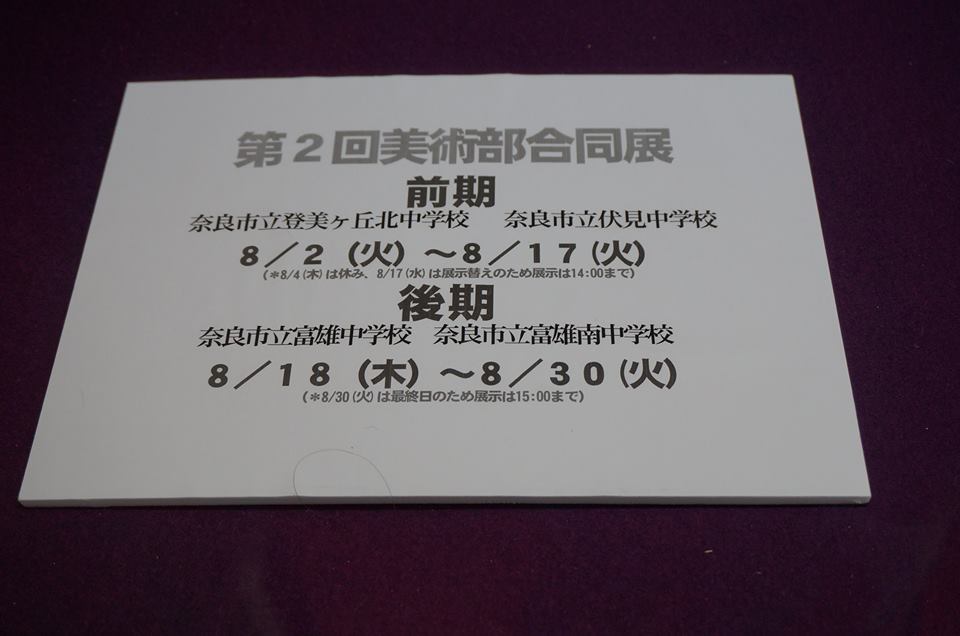 第2回美術部合同展
前期
奈良市立登美ヶ丘北中学校　奈良市立伏見中学校
8／2（火）～8／17（火）
(＊8/4(木)は休み、8/17(水)は展示替えのため展示は14:00まで)
後期
奈良市立富雄中学校　奈良市立富雄南中学校
8／18（木）～8／30（火）
(＊8/30(火)は最終日のため展示は15:00まで)